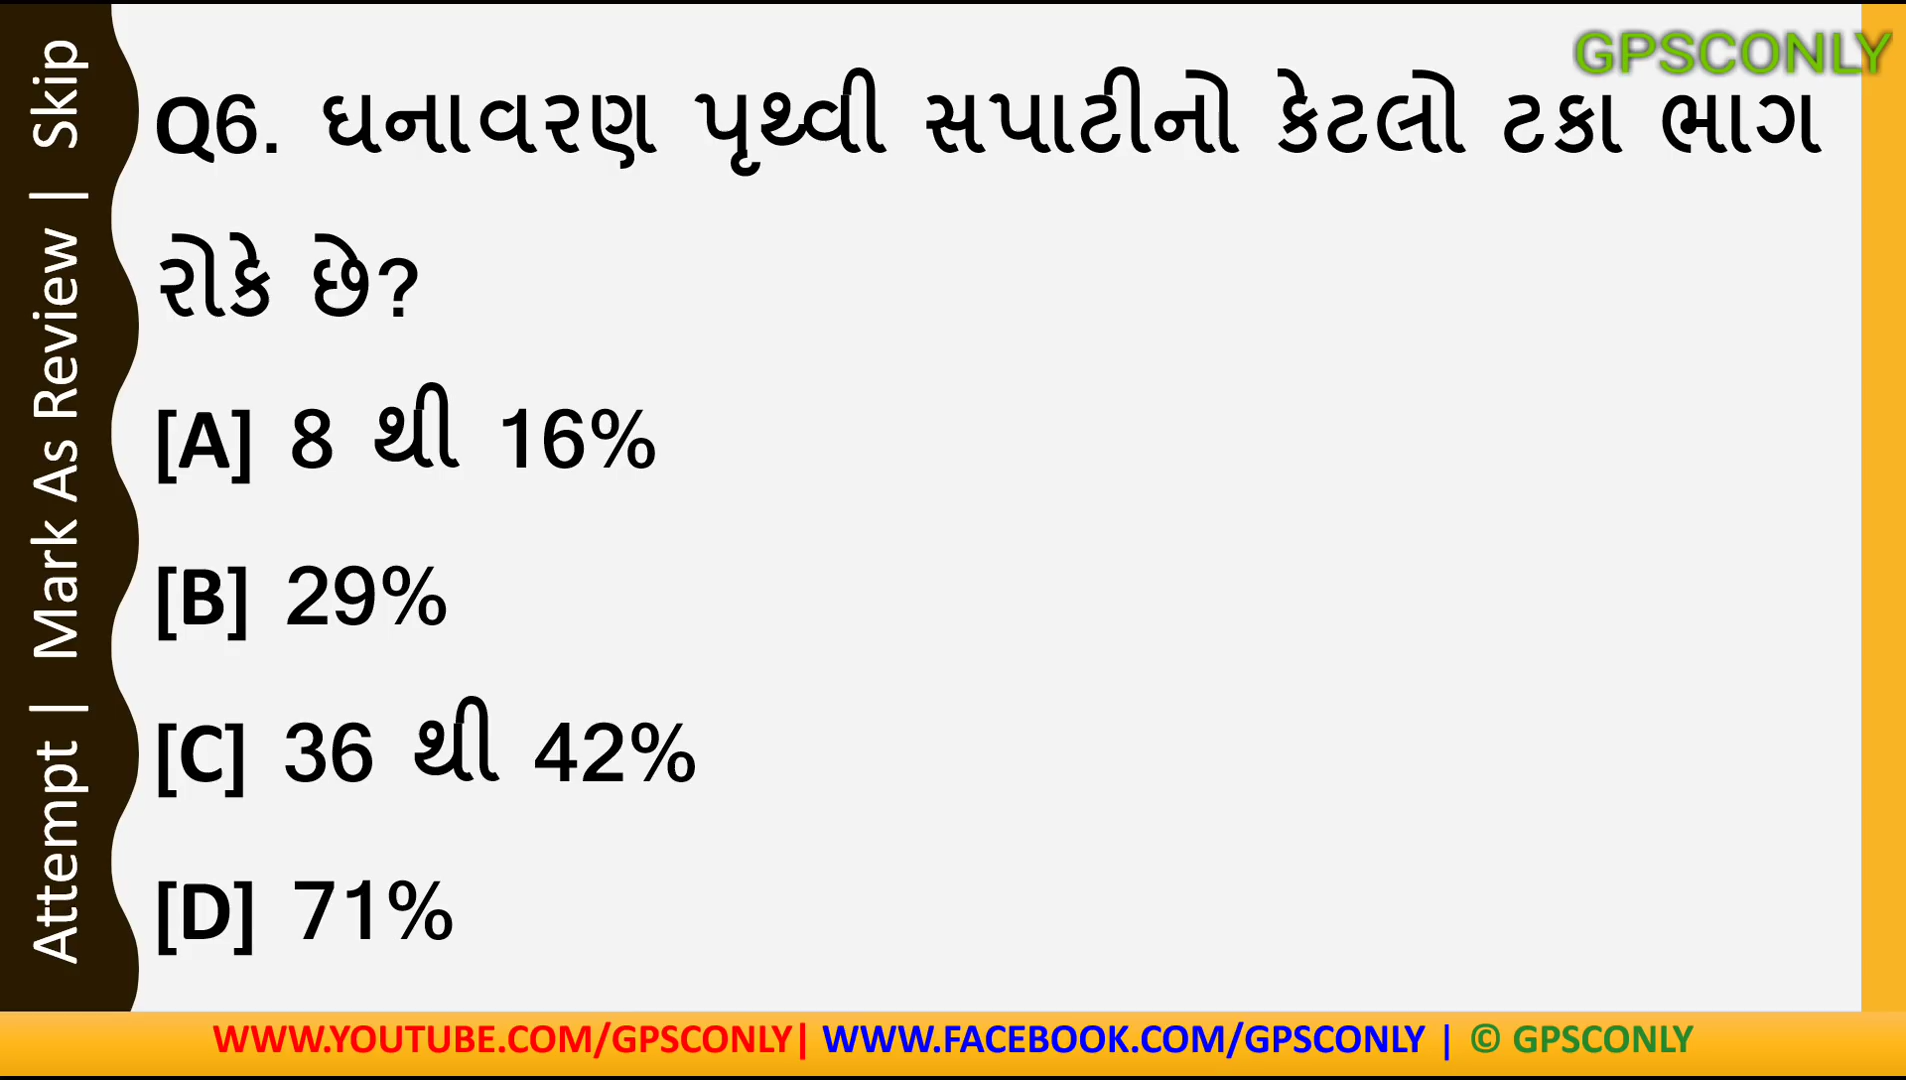 GPSCONLY
Q6. ઘનાવરણ પૃથ્વી સપાટીનો કેટલો ટકા ભાગ
રોકે છે?
[A] 8 થી 16%
[B] 29%
[C] 36 થી 42%
[D] 71%
Attempt | Mark As Review | Skip
WWW.YOUTUBE.COM/GPSCONLY| WWW.FACEBOOK.COM/GPSCONLY | © GPSCONLY